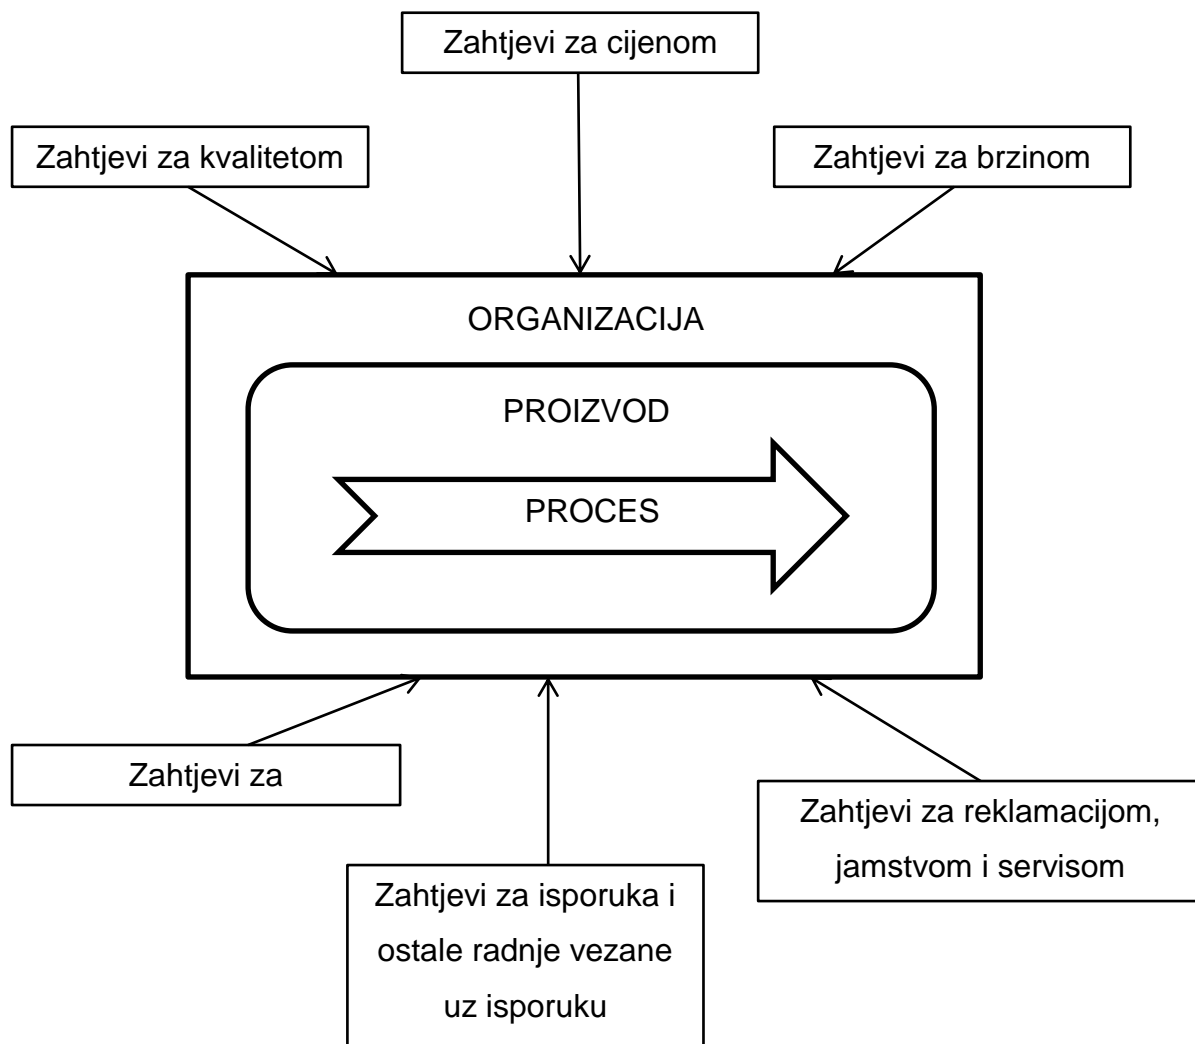 Zahtjevi za cijenom
Zahtjevi za kvalitetom
Zahtjevi za brzinom
ORGANIZACIJA
PROIZVOD
PROCES
Zahtjevi za
Zahtjevi za reklamacijom,
jamstvom i servisom
Zahtjevi za isporuka i
ostale radnje vezane
uz isporuku